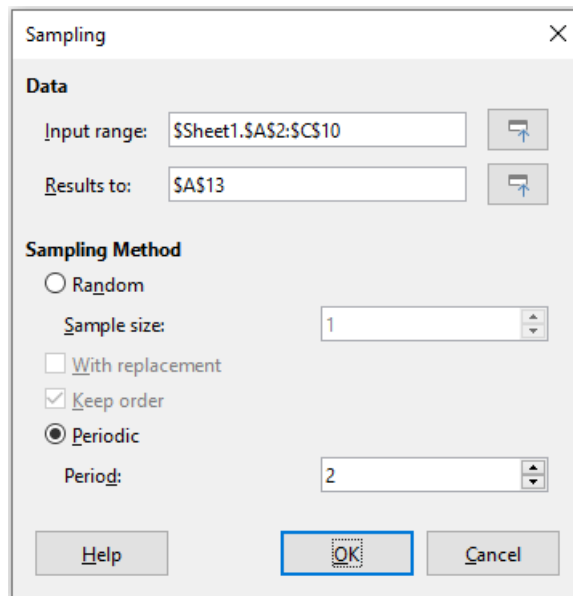 Sampling
Data
Input range: $Sheet1.$A$2:$C$10
Results to: $A$13
Sampling Method
Random
Sample size: 1
With replacement
Keep order
Periodic
Period: 2
Help OK Cancel